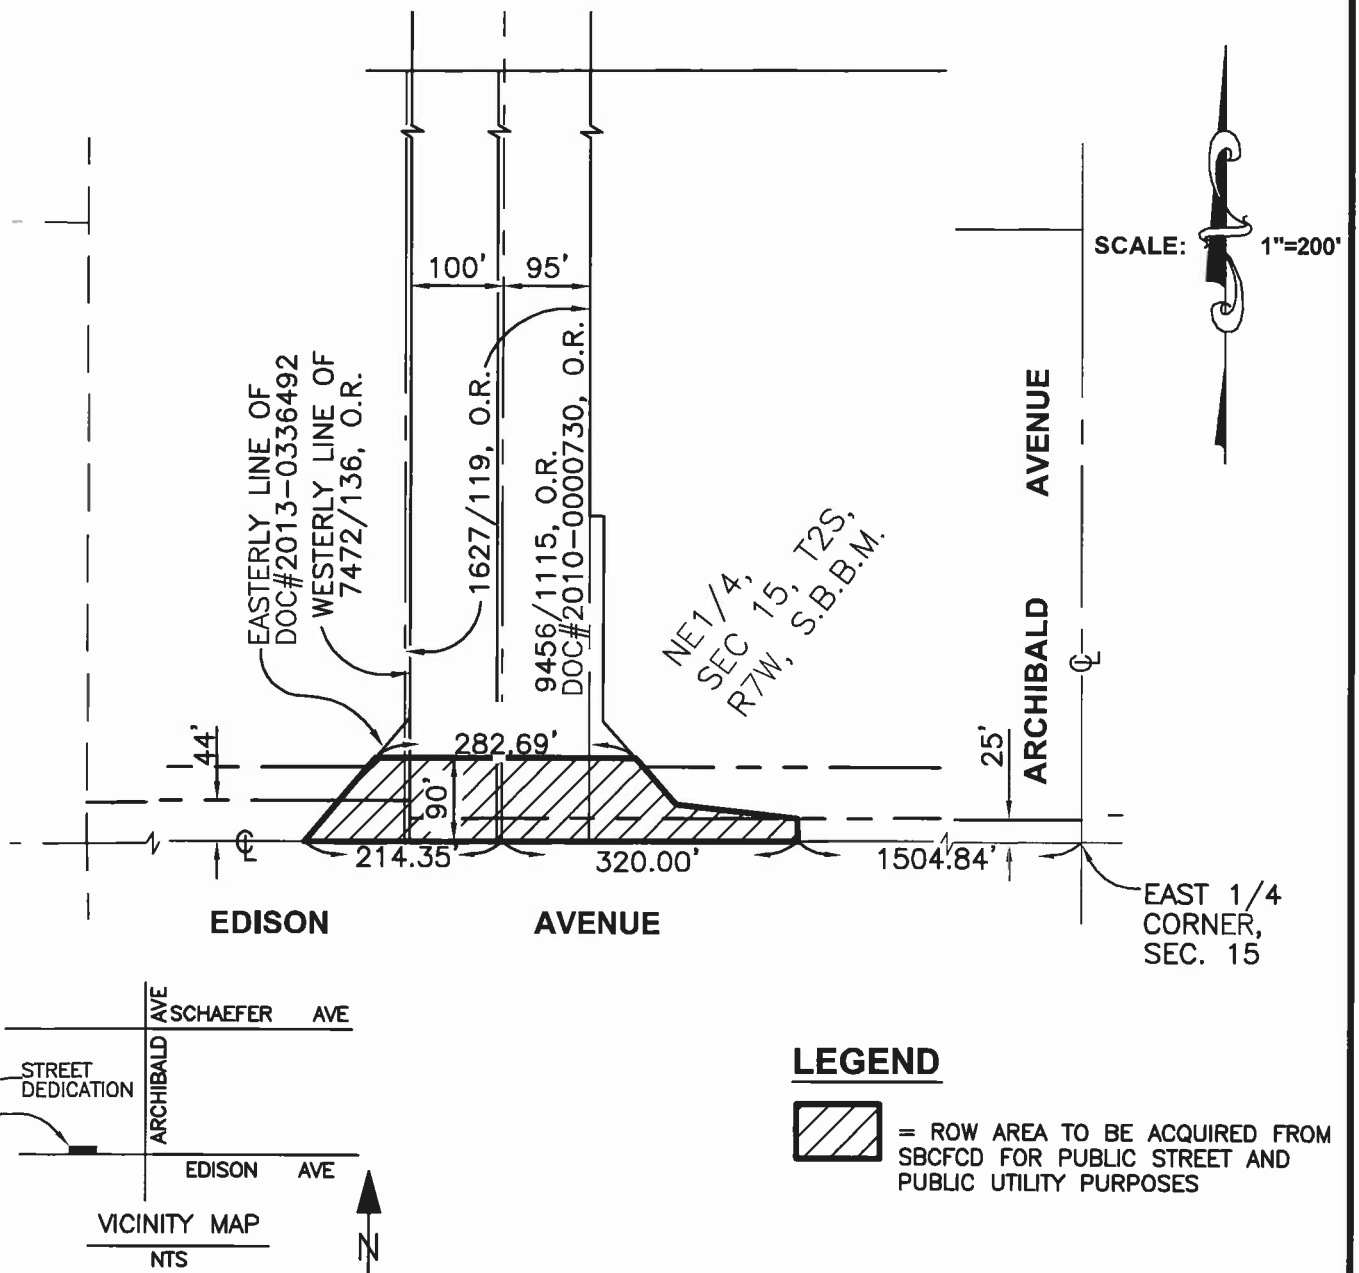 SCALE: 1"=200'
100'
95'
EASTERLY LINE OF
DOC#2013-0336492
WESTERLY LINE OF
7472/136, O.R.
1627/119, O.R.
9456/1115, O.R.
DOC#2010-0000730, O.R.
NE1/4,
SEC 15, T2S,
R7W, S.B.B.M.
ARCHIBALD AVENUE
℄
44'
282.69'
90'
25'
℄
214.35'
320.00'
1504.84'
EAST 1/4
CORNER,
SEC. 15
EDISON AVENUE
SCHAEFER AVE
ARCHIBALD AVE
STREET
DEDICATION
EDISON AVE
VICINITY MAP
NTS
N
LEGEND
= ROW AREA TO BE ACQUIRED FROM
SBCFCD FOR PUBLIC STREET AND
PUBLIC UTILITY PURPOSES